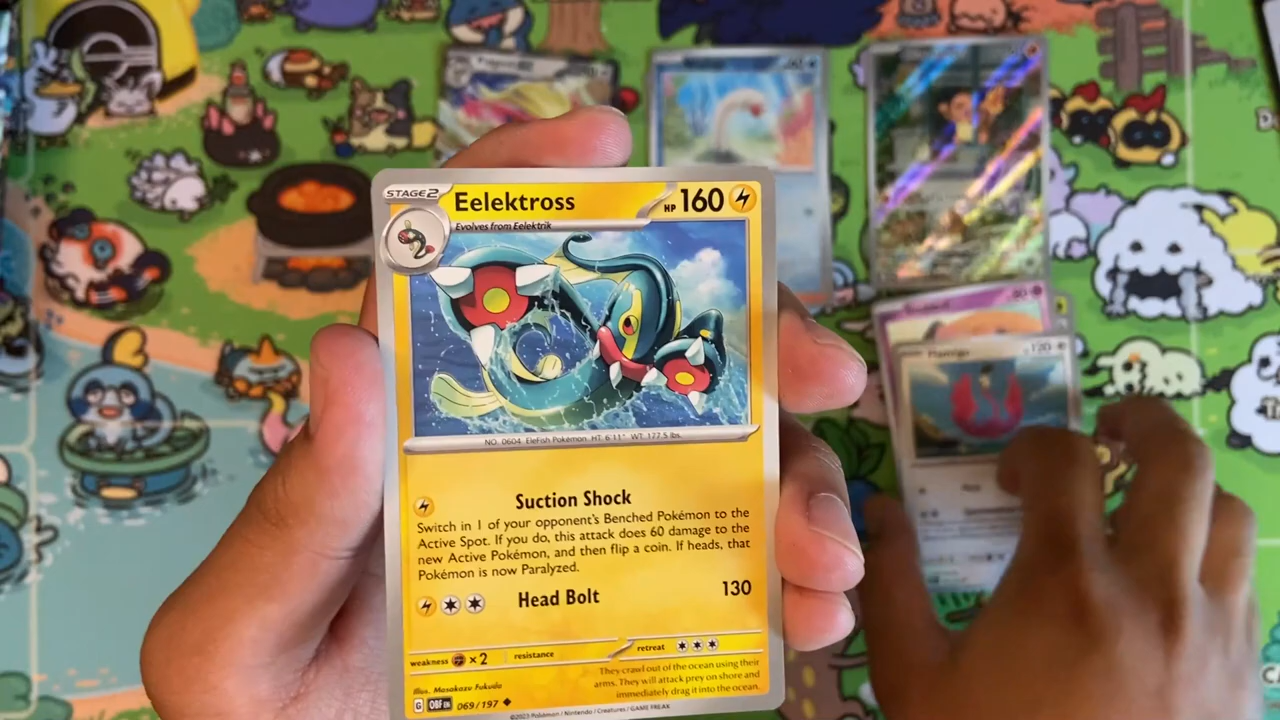 STAGE2
Eelektross
HP 160
Evolves from Eelektrik
NO. 0604 EleFish Pokémon. HT: 6'11" WT: 177.5 lbs.
Suction Shock
Switch in 1 of your opponent's Benched Pokémon to the
Active Spot. If you do, this attack does 60 damage to the
new Active Pokémon, and then flip a coin. If heads, that
Pokémon is now Paralyzed.
Head Bolt 130
weakness ×2 resistance retreat
They crawl out of the ocean using their
arms. They will attack prey on shore and
immediately drag it into the ocean.
Illus. Masakazu Fukuda
G OBF EN 069/197
©2023 Pokémon / Nintendo / Creatures / GAME FREAK
Flamigo 120